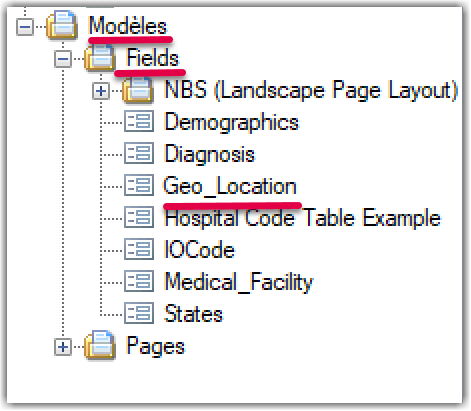 Modèles
Fields
NBS (Landscape Page Layout)
Demographics
Diagnosis
Geo_Location
Hospital Code Table Example
IOCode
Medical_Facility
States
Pages